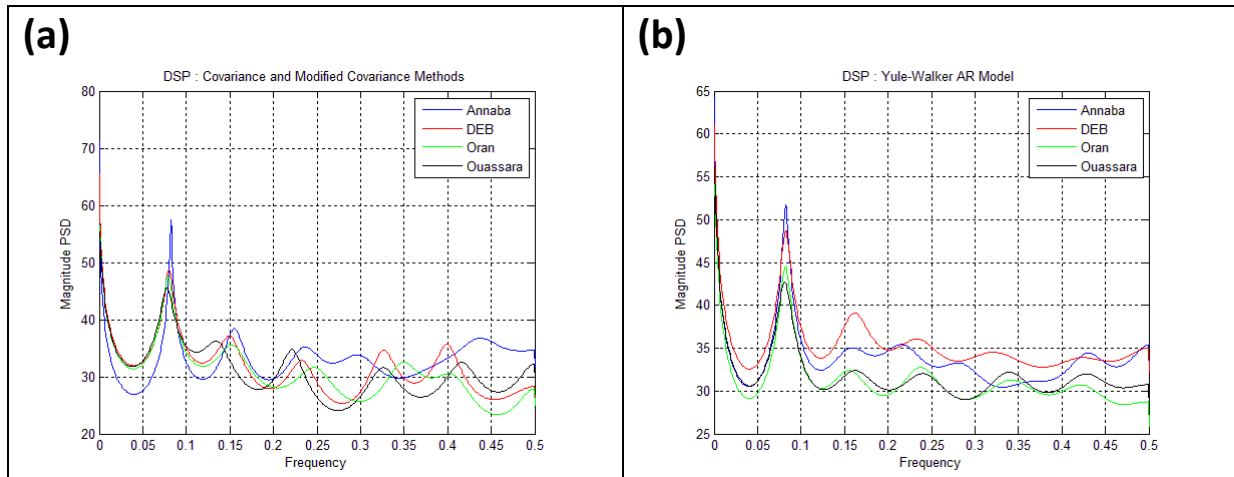 (a)
DSP : Covariance and Modified Covariance Methods
Magnitude PSD
80
70
60
50
40
30
20
0
0.05
0.1
0.15
0.2
0.25
0.3
0.35
0.4
0.45
0.5
Frequency
Annaba
DEB
Oran
Ouassara
(b)
DSP : Yule-Walker AR Model
Magnitude PSD
65
60
55
50
45
40
35
30
25
0
0.05
0.1
0.15
0.2
0.25
0.3
0.35
0.4
0.45
0.5
Frequency
Annaba
DEB
Oran
Ouassara